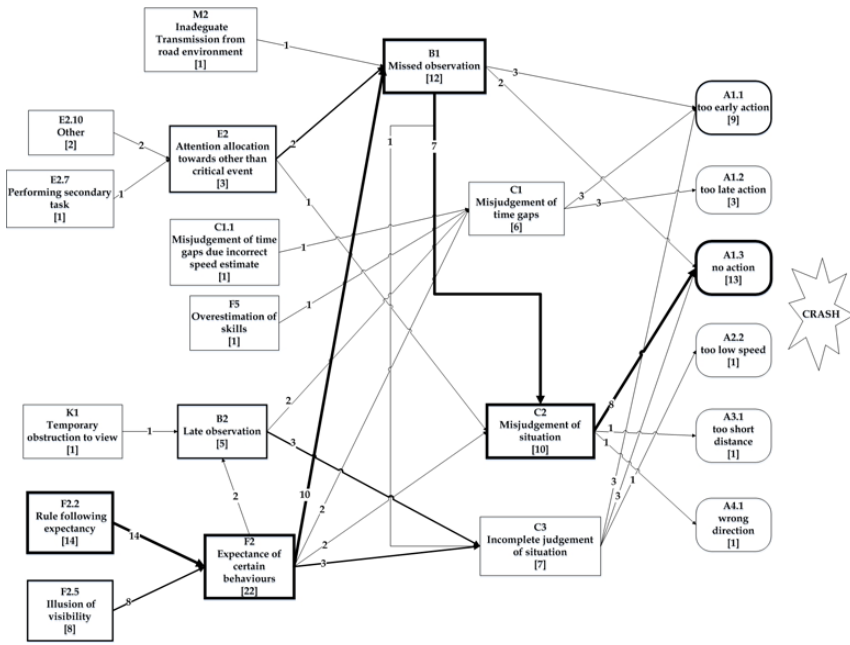 M2
Inadeguate
Transmission from
road environment
[1]
1
B1
Missed observation
[12]
3
2
A1.1
too early action
[9]
E2.10
Other
[2]
2
E2
Attention allocation
towards other than
critical event
[3]
2
1
7
E2.7
Performing secondary
task
[1]
1
1
C1
Misjudgement of
time gaps
[6]
3
3
A1.2
too late action
[3]
C1.1
Misjudgement of time
gaps due incorrect
speed estimate
[1]
1
A1.3
no action
[13]
F5
Overestimation of
skills
[1]
1
CRASH
A2.2
too low speed
[1]
K1
Temporary
obstruction to view
[1]
1
B2
Late observation
[5]
2
3
C2
Misjudgement of
situation
[10]
8
1
1
A3.1
too short
distance
[1]
F2.2
Rule following
expectancy
[14]
14
2
10
2
2
3
F2
Expectance of
certain
behaviours
[22]
C3
Incomplete judgement
of situation
[7]
3
3
1
A4.1
wrong
direction
[1]
F2.5
Illusion of
visibility
[8]
8